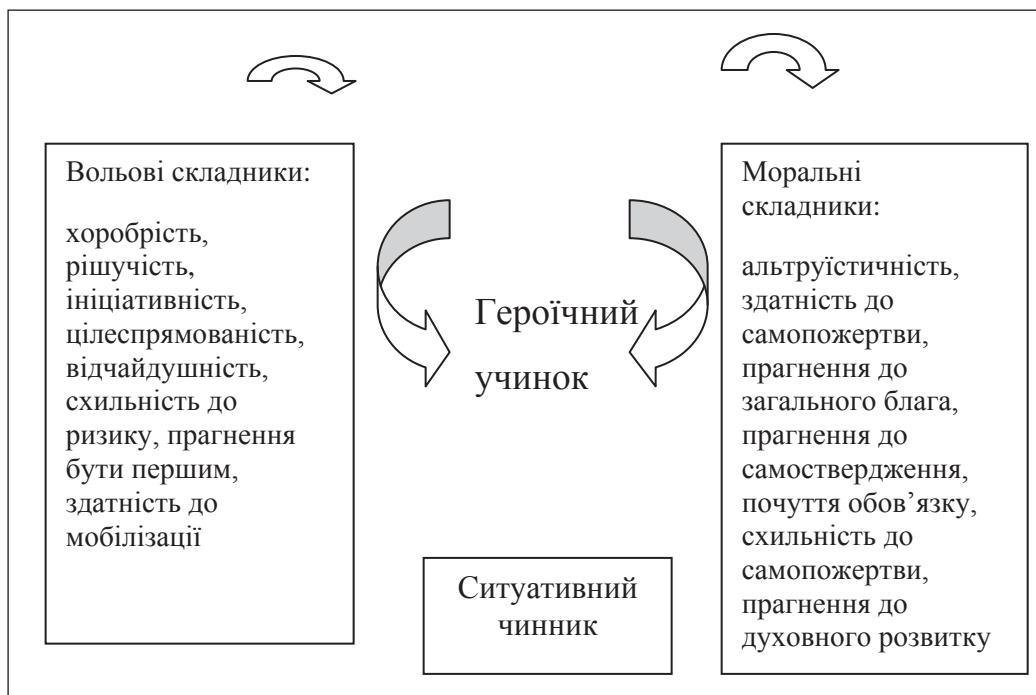 Вольові складники:
хоробрість,
рішучість,
ініціативність,
цілеспрямованість,
відчайдушність,
схильність до
ризику, прагнення
бути першим,
здатність до
мобілізації
Героїчний
учинок
Ситуативний
чинник
Моральні
складники:
альтруїстичність,
здатність до
самопожертви,
прагнення до
загального блага,
прагнення до
самоствердження,
почуття обов’язку,
схильність до
самопожертви,
прагнення до
духовного розвитку